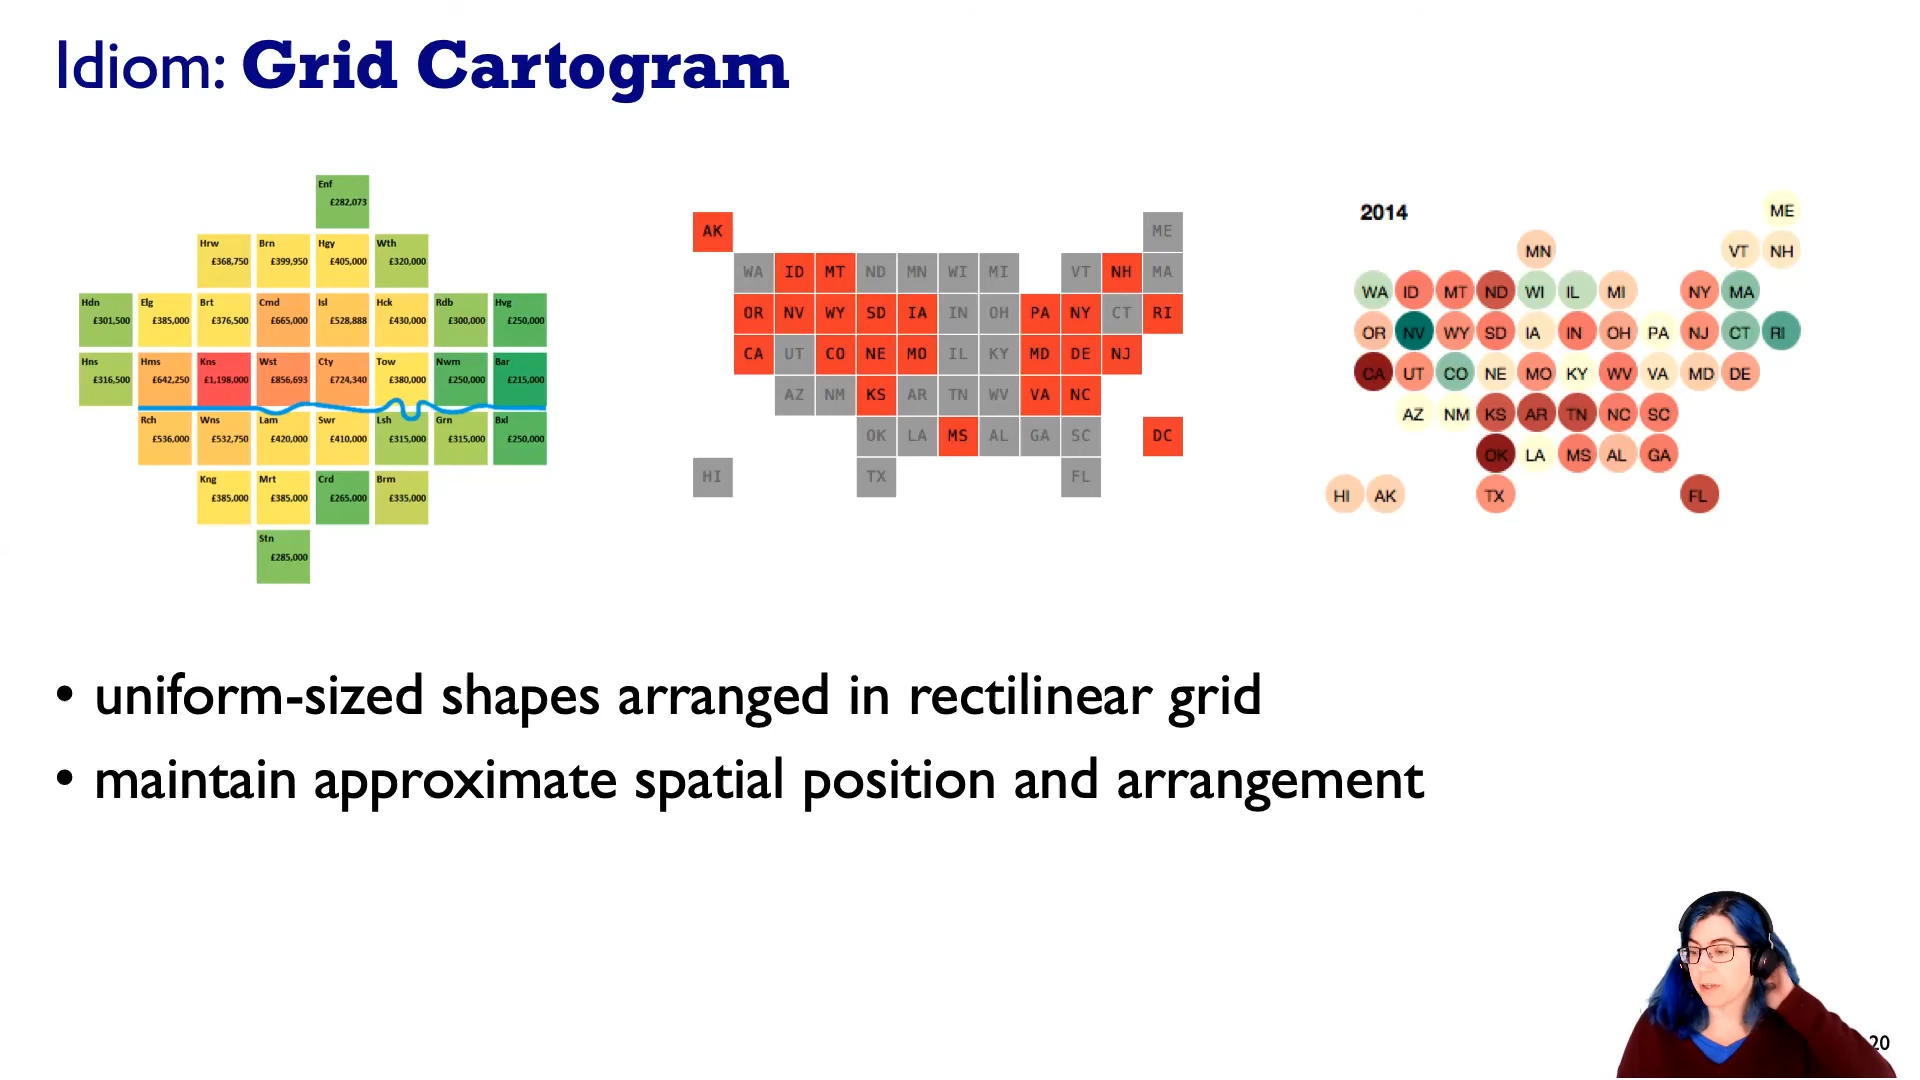 Idiom: Grid Cartogram
Enf
£282,073
Hrw Brn Hgy Wth
£368,750 £399,950 £405,000 £320,000
Hdn Elg Brt Cmd Isl Hck Rdb Hvg
£301,500 £385,000 £376,500 £665,000 £528,888 £430,000 £300,000 £250,000
Hns Hms Kns Wst Cty Tow Nwm Bar
£316,500 £642,250 £1,198,000 £856,693 £724,340 £380,000 £250,000 £215,000
Rch Wns Lam Swr Lsh Grn Bxl
£536,000 £532,750 £420,000 £410,000 £315,000 £315,000 £250,000
Kng Mrt Crd Brm
£385,000 £385,000 £265,000 £335,000
Stn
£285,000
AK ME
WA ID MT ND MN WI MI VT NH MA
OR NV WY SD IA IN OH PA NY CT RI
CA UT CO NE MO IL KY MD DE NJ
AZ NM KS AR TN WV VA NC
OK LA MS AL GA SC DC
HI TX FL
2014 ME
MN VT NH
WA ID MT ND WI IL MI NY MA
OR NV WY SD IA IN OH PA NJ CT RI
CA UT CO NE MO KY WV VA MD DE
AZ NM KS AR TN NC SC
OK LA MS AL GA
HI AK TX FL
• uniform-sized shapes arranged in rectilinear grid
• maintain approximate spatial position and arrangement
20